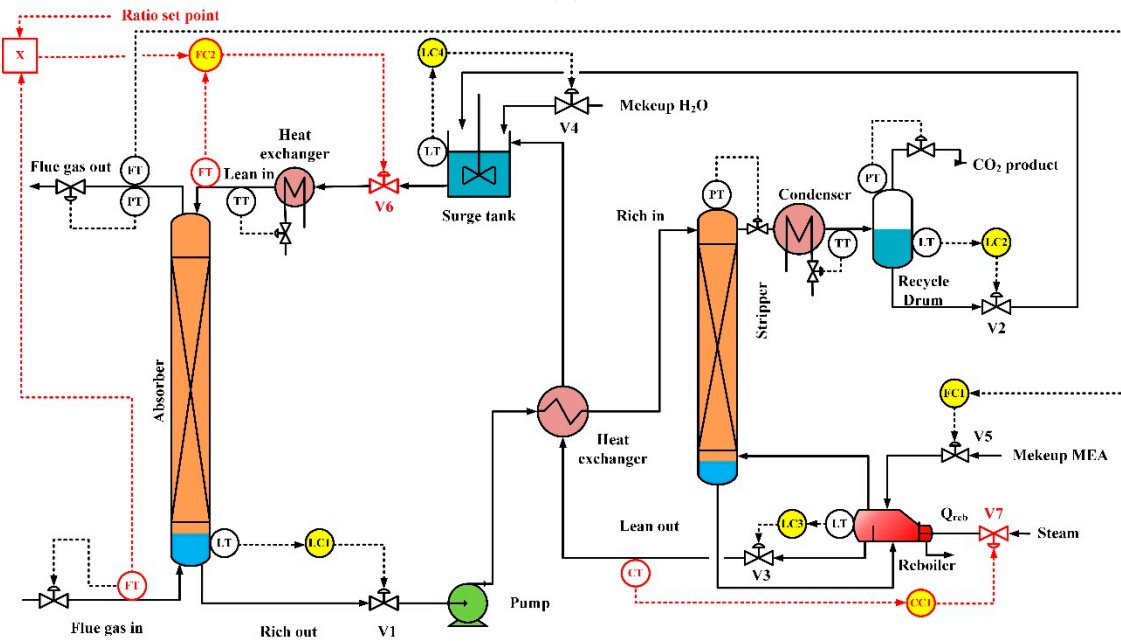 Ratio set point
X
FC2
LC4
Mekeup H₂O
V4
Heat
exchanger
Flue gas out
FT
FT
LT
PT
Lean in
TT
V6
Surge tank
PT
CO₂ product
PT
Condenser
Rich in
TT
LT
LC2
Recycle
Drum
V2
Stripper
Absorber
Heat
exchanger
FC1
V5
Mekeup MEA
Lean out
LC3
LT
Qreb
V7
Steam
V3
Reboiler
LT
LC1
CT
CC1
FT
Pump
Flue gas in
Rich out
V1